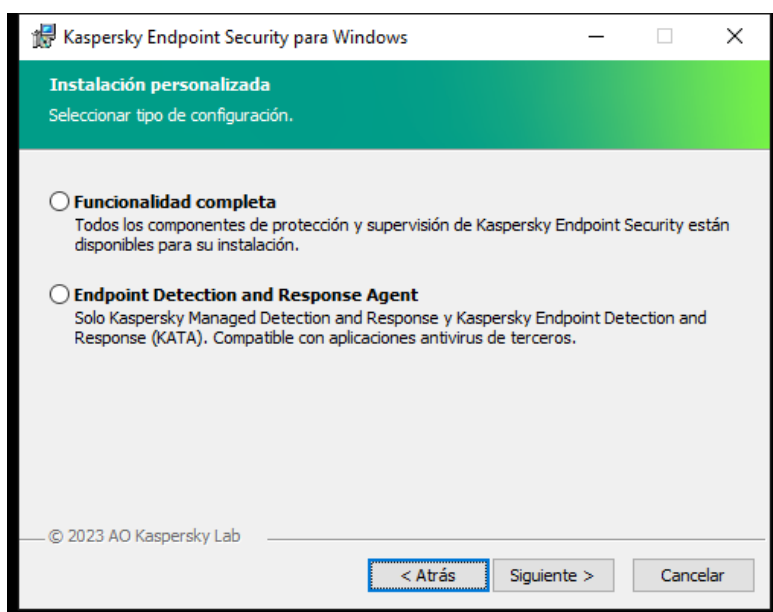 Kaspersky Endpoint Security para Windows
Instalación personalizada
Seleccionar tipo de configuración.
Funcionalidad completa
Todos los componentes de protección y supervisión de Kaspersky Endpoint Security están
disponibles para su instalación.
Endpoint Detection and Response Agent
Solo Kaspersky Managed Detection and Response y Kaspersky Endpoint Detection and
Response (KATA). Compatible con aplicaciones antivirus de terceros.
© 2023 AO Kaspersky Lab
< Atrás Siguiente > Cancelar